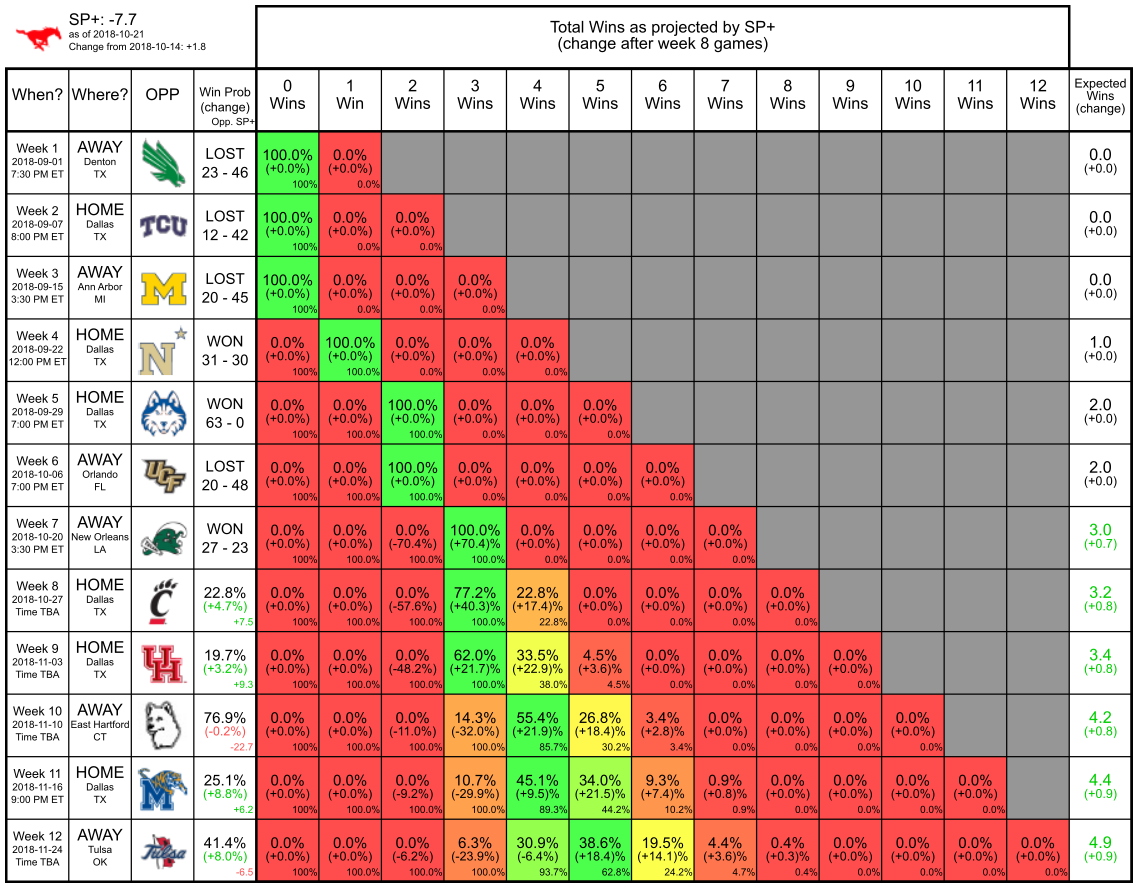 SP+: -7.7
as of 2018-10-21
Change from 2018-10-14: +1.8
Total Wins as projected by SP+
(change after week 8 games)
When? Where? OPP Win Prob (change) Opp. SP+ 0 Wins 1 Win 2 Wins 3 Wins 4 Wins 5 Wins 6 Wins 7 Wins 8 Wins 9 Wins 10 Wins 11 Wins 12 Wins Expected Wins (change)
Week 1 AWAY LOST 100.0% 0.0% 0.0
2018-09-01 Denton (+0.0%) (+0.0%) (+0.0)
7:30 PM ET TX 23 - 46 100% 0.0%
Week 2 HOME TCU LOST 100.0% 0.0% 0.0% 0.0
2018-09-07 Dallas (+0.0%) (+0.0%) (+0.0%) (+0.0)
8:00 PM ET TX 12 - 42 100% 0.0% 0.0%
Week 3 AWAY M LOST 100.0% 0.0% 0.0% 0.0% 0.0
2018-09-15 Ann Arbor (+0.0%) (+0.0%) (+0.0%) (+0.0%) (+0.0)
3:30 PM ET MI 20 - 45 100% 0.0% 0.0% 0.0%
Week 4 HOME N WON 0.0% 100.0% 0.0% 0.0% 0.0% 1.0
2018-09-22 Dallas (+0.0%) (+0.0%) (+0.0%) (+0.0%) (+0.0%) (+0.0)
12:00 PM ET TX 31 - 30 100% 100.0% 0.0% 0.0% 0.0%
Week 5 HOME WON 0.0% 0.0% 100.0% 0.0% 0.0% 0.0% 2.0
2018-09-29 Dallas (+0.0%) (+0.0%) (+0.0%) (+0.0%) (+0.0%) (+0.0%) (+0.0)
7:00 PM ET TX 63 - 0 100% 100.0% 100.0% 0.0% 0.0% 0.0%
Week 6 AWAY UCF LOST 0.0% 0.0% 100.0% 0.0% 0.0% 0.0% 0.0% 2.0
2018-10-06 Orlando (+0.0%) (+0.0%) (+0.0%) (+0.0%) (+0.0%) (+0.0%) (+0.0%) (+0.0)
7:00 PM ET FL 20 - 48 100% 100.0% 100.0% 0.0% 0.0% 0.0% 0.0%
Week 7 AWAY WON 0.0% 0.0% 0.0% 100.0% 0.0% 0.0% 0.0% 0.0% 3.0
2018-10-20 New Orleans (+0.0%) (+0.0%) (-70.4%) (+70.4)% (+0.0%) (+0.0%) (+0.0%) (+0.0%) (+0.7)
3:30 PM ET LA 27 - 23 100% 100.0% 100.0% 100.0% 0.0% 0.0% 0.0% 0.0%
Week 8 HOME C 22.8% 0.0% 0.0% 0.0% 77.2% 22.8% 0.0% 0.0% 0.0% 0.0% 3.2
2018-10-27 Dallas (+4.7%) (+0.0%) (+0.0%) (-57.6%) (+40.3)% (+17.4)% (+0.0%) (+0.0%) (+0.0%) (+0.0%) (+0.8)
Time TBA TX +7.5 100% 100.0% 100.0% 100.0% 22.8% 0.0% 0.0% 0.0% 0.0%
Week 9 HOME UH 19.7% 0.0% 0.0% 0.0% 62.0% 33.5% 4.5% 0.0% 0.0% 0.0% 0.0% 3.4
2018-11-03 Dallas (+3.2%) (+0.0%) (+0.0%) (-48.2%) (+21.7)% (+22.9)% (+3.6)% (+0.0%) (+0.0%) (+0.0%) (+0.0%) (+0.8)
Time TBA TX +9.3 100% 100.0% 100.0% 100.0% 38.0% 4.5% 0.0% 0.0% 0.0% 0.0%
Week 10 AWAY 76.9% 0.0% 0.0% 0.0% 14.3% 55.4% 26.8% 3.4% 0.0% 0.0% 0.0% 0.0% 4.2
2018-11-10 East Hartford (-0.2%) (+0.0%) (+0.0%) (-11.0%) (-32.0%) (+21.9)% (+18.4)% (+2.8)% (+0.0%) (+0.0%) (+0.0%) (+0.0%) (+0.8)
Time TBA CT -22.7 100% 100.0% 100.0% 100.0% 85.7% 30.2% 3.4% 0.0% 0.0% 0.0% 0.0%
Week 11 HOME M 25.1% 0.0% 0.0% 0.0% 10.7% 45.1% 34.0% 9.3% 0.9% 0.0% 0.0% 0.0% 0.0% 4.4
2018-11-16 Dallas (+8.8%) (+0.0%) (+0.0%) (-9.2%) (-29.9%) (+9.5)% (+21.5)% (+7.4)% (+0.8)% (+0.0%) (+0.0%) (+0.0%) (+0.0%) (+0.9)
9:00 PM ET TX +6.2 100% 100.0% 100.0% 100.0% 89.3% 44.2% 10.2% 0.9% 0.0% 0.0% 0.0% 0.0%
Week 12 AWAY Tulsa 41.4% 0.0% 0.0% 0.0% 6.3% 30.9% 38.6% 19.5% 4.4% 0.4% 0.0% 0.0% 0.0% 0.0% 4.9
2018-11-24 Tulsa (+8.0%) (+0.0%) (+0.0%) (-6.2%) (-23.9%) (-6.4%) (+18.4)% (+14.1)% (+3.6)% (+0.3)% (+0.0%) (+0.0%) (+0.0%) (+0.0%) (+0.9)
Time TBA OK -6.5 100% 100.0% 100.0% 100.0% 93.7% 62.8% 24.2% 4.7% 0.4% 0.0% 0.0% 0.0% 0.0%